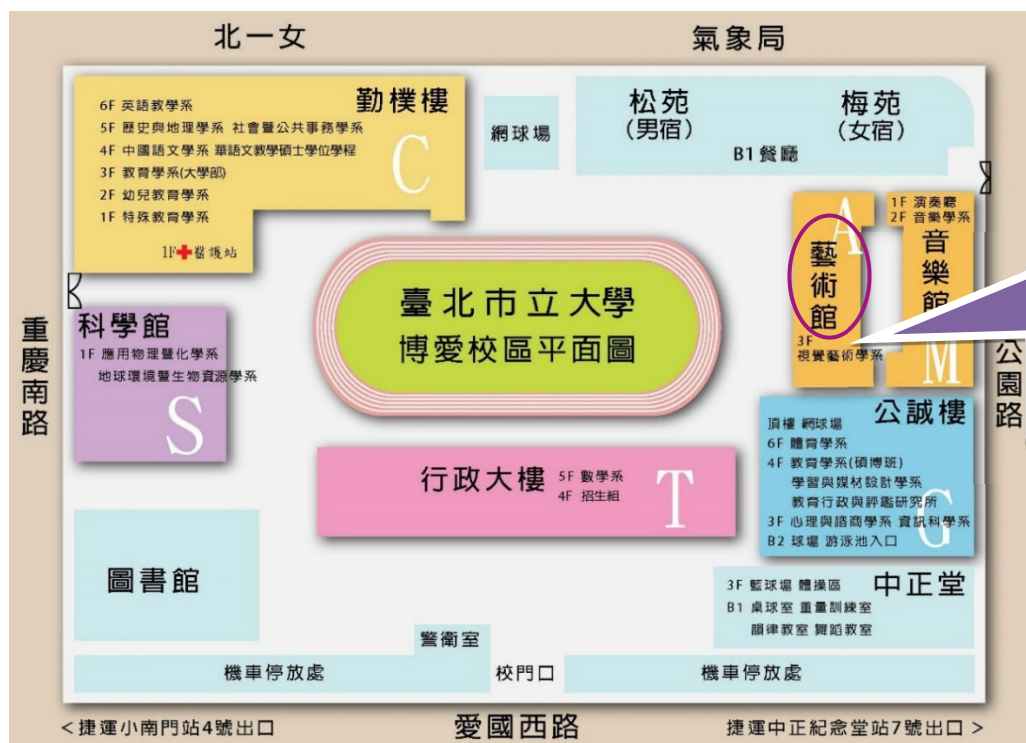 北一女
氣象局
勤樸樓
6F 英語教學系
5F 歷史與地理學系 社會暨公共事務學系
4F 中國語文學系 華語文教學碩士學位學程
3F 教育學系(大學部)
2F 幼兒教育學系
1F 特殊教育學系
C
1F 醫護站
網球場
松苑
(男宿)
梅苑
(女宿)
B1餐廳
A
藝術館
3F
視覺藝術學系
1F 演奏廳
2F 音樂學系
音樂館
M
臺北市立大學
博愛校區平面圖
重慶南路
公園路
科學館
1F 應用物理暨化學系
地球環境暨生物資源學系
S
行政大樓
5F 數學系
4F 招生組
T
公誠樓
頂樓 網球場
6F 體育學系
4F 教育學系(碩博班)
學習與媒材設計學系
教育行政與評鑑研究所
3F 心理與諮商學系 資訊科學系
B2 球場 游泳池入口
G
圖書館
中正堂
3F 籃球場 體操區
B1 桌球室 重量訓練室
韻律教室 舞蹈教室
警衛室
機車停放處
校門口
機車停放處
<捷運小南門站4號出口
愛國西路
捷運中正紀念堂站7號出口>